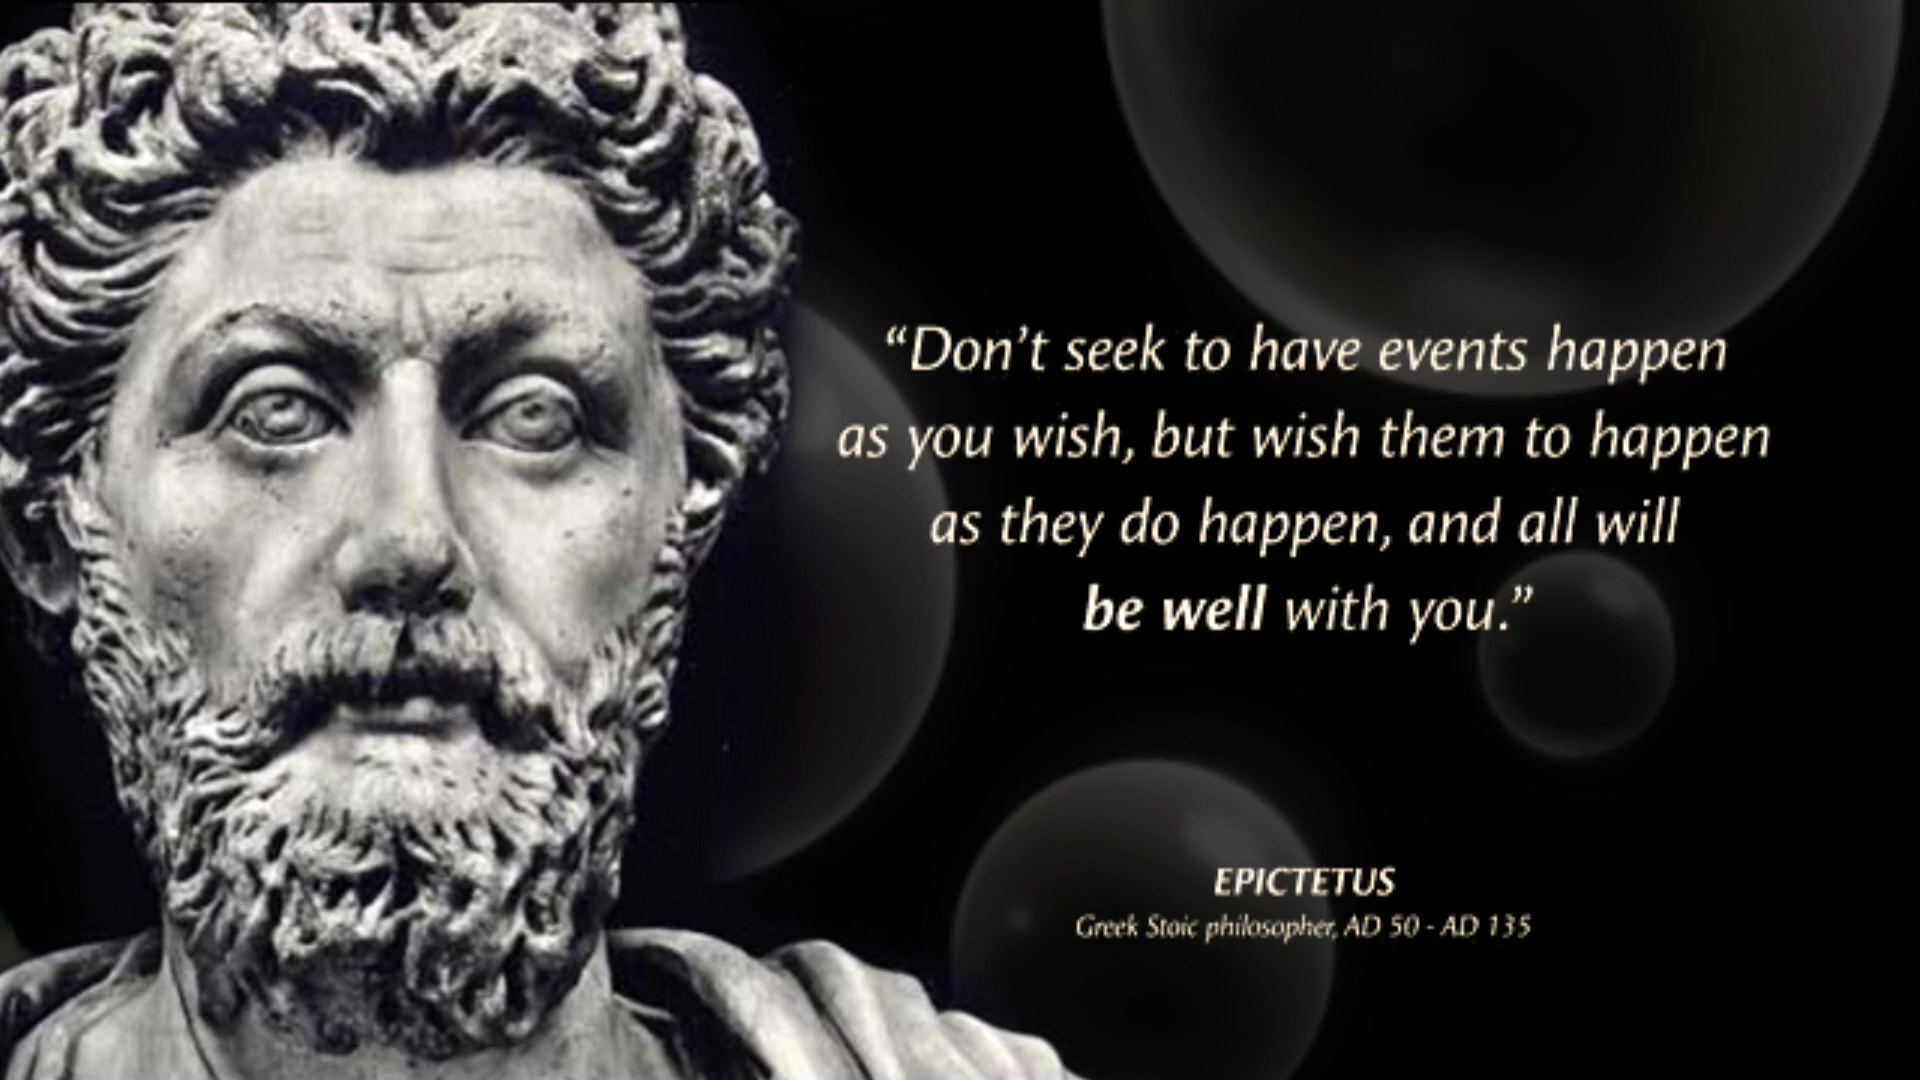 “Don’t seek to have events happen
as you wish, but wish them to happen
as they do happen, and all will
be well with you.”
EPICTETUS
Greek Stoic philosopher, AD 50 - AD 135